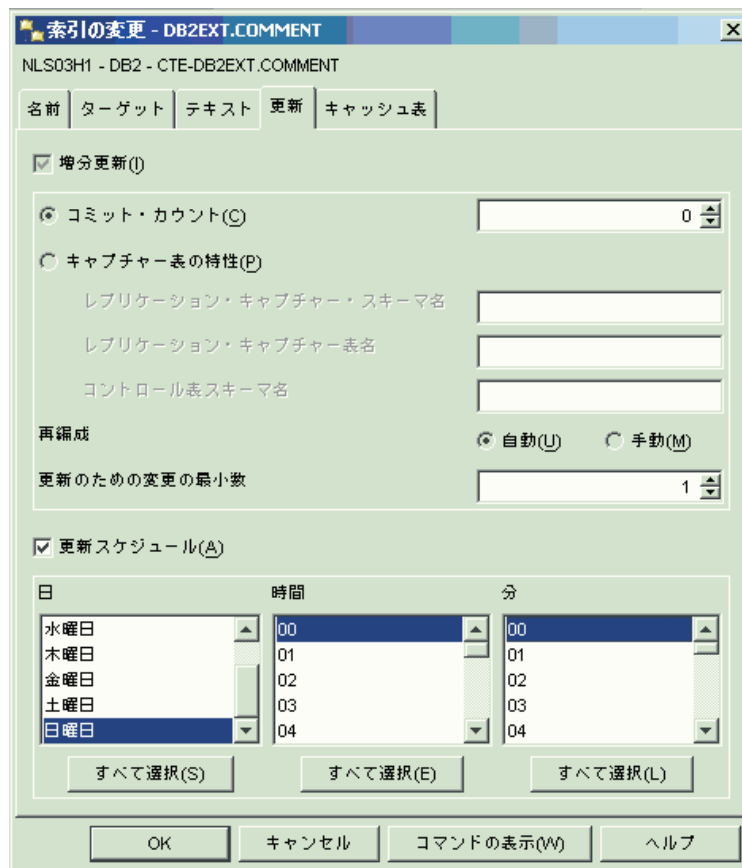 索引の変更 - DB2EXT.COMMENT
NLS03H1 - DB2 - CTE-DB2EXT.COMMENT
名前 ターゲット テキスト 更新 キャッシュ表
増分更新(I)
コミット・カウント(C) 0
キャプチャー表の特性(P)
レプリケーション・キャプチャー・スキーマ名
レプリケーション・キャプチャー表名
コントロール表スキーマ名
再編成 自動(U) 手動(M)
更新のための変更の最小数 1
更新スケジュール(A)
日 時間 分
水曜日 00 00
木曜日 01 01
金曜日 02 02
土曜日 03 03
日曜日 04 04
すべて選択(S) すべて選択(E) すべて選択(L)
OK キャンセル コマンドの表示(W) ヘルプ